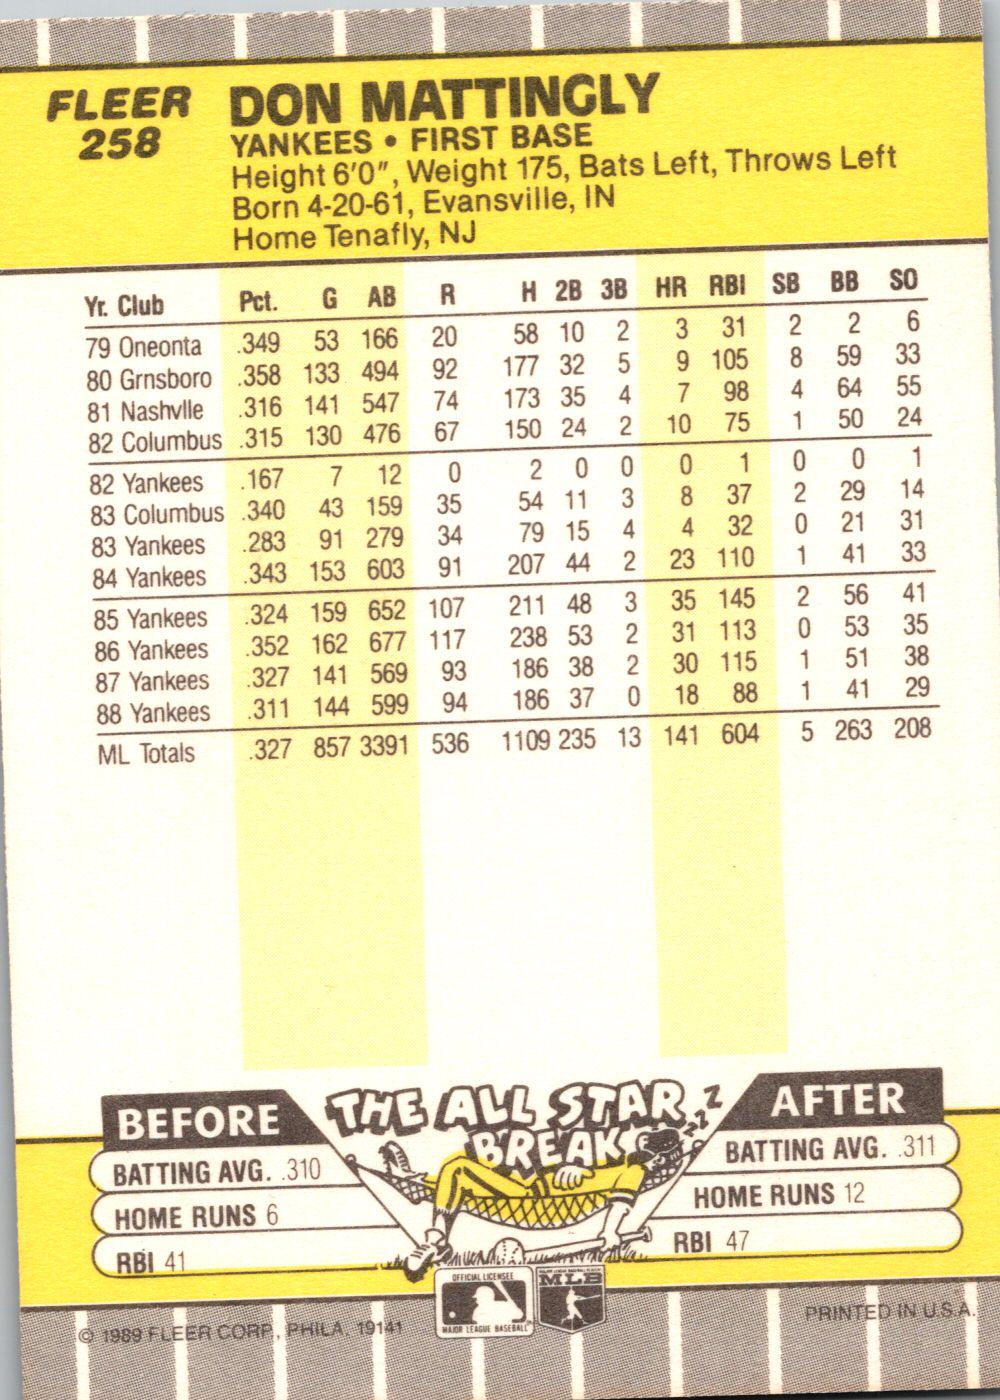 FLEER
258
DON MATTINGLY
YANKEES • FIRST BASE
Height 6'0", Weight 175, Bats Left, Throws Left
Born 4-20-61, Evansville, IN
Home Tenafly, NJ
Yr. Club Pct. G AB R H 2B 3B HR RBI SB BB SO
79 Oneonta .349 53 166 20 58 10 2 3 31 2 2 6
80 Grnsboro .358 133 494 92 177 32 5 9 105 8 59 33
81 Nashvlle .316 141 547 74 173 35 4 7 98 4 64 55
82 Columbus .315 130 476 67 150 24 2 10 75 1 50 24
82 Yankees .167 7 12 0 2 0 0 0 1 0 0 1
83 Columbus .340 43 159 35 54 11 3 8 37 2 29 14
83 Yankees .283 91 279 34 79 15 4 4 32 0 21 31
84 Yankees .343 153 603 91 207 44 2 23 110 1 41 33
85 Yankees .324 159 652 107 211 48 3 35 145 2 56 41
86 Yankees .352 162 677 117 238 53 2 31 113 0 53 35
87 Yankees .327 141 569 93 186 38 2 30 115 1 51 38
88 Yankees .311 144 599 94 186 37 0 18 88 1 41 29
ML Totals .327 857 3391 536 1109 235 13 141 604 5 263 208
BEFORE
BATTING AVG. .310
HOME RUNS 6
RBI 41
THE ALL STAR
BREAK
ZZZZ
AFTER
BATTING AVG. .311
HOME RUNS 12
RBI 47
OFFICIAL LICENSEE
MAJOR LEAGUE BASEBALL
MLB
© 1989 FLEER CORP., PHILA. 19141
PRINTED IN U.S.A.